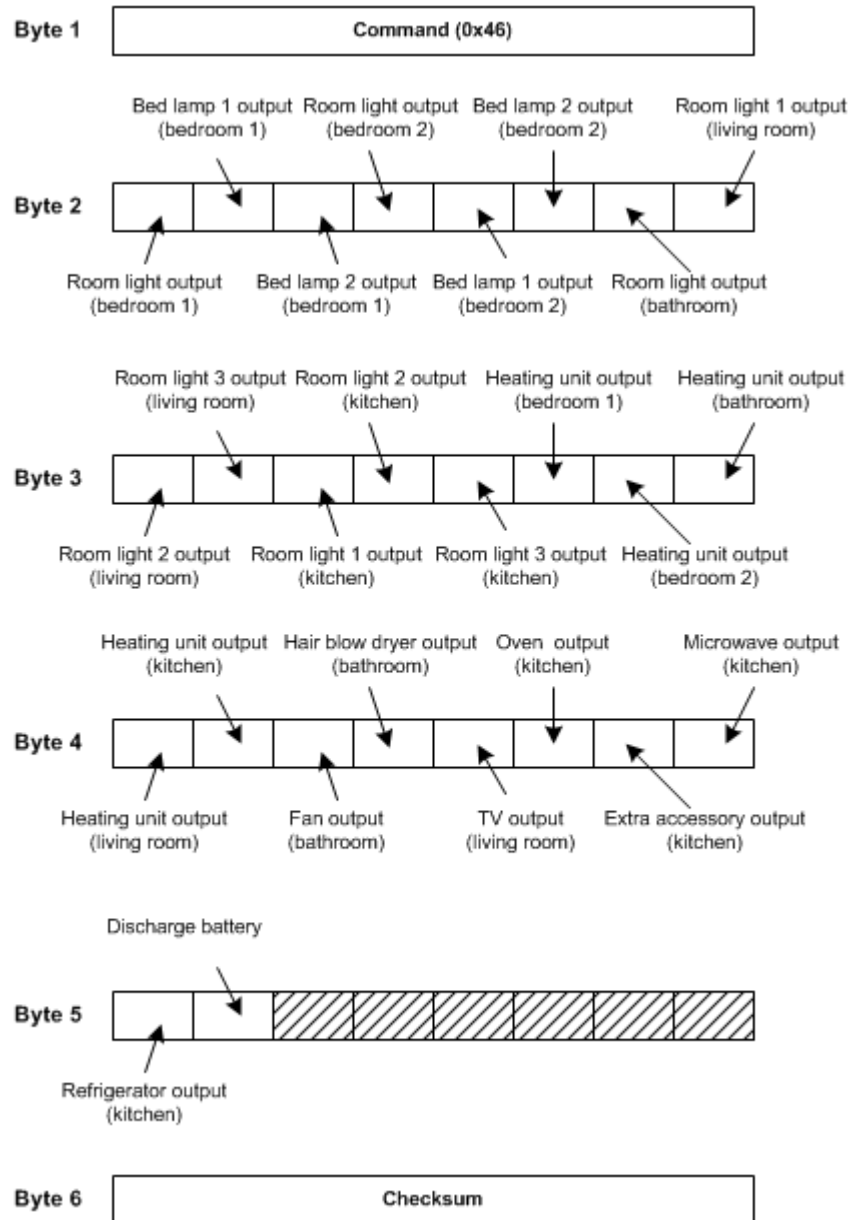 Byte 1
Command (0x46)
Bed lamp 1 output Room light output Bed lamp 2 output Room light 1 output
(bedroom 1) (bedroom 2) (bedroom 2) (living room)
Byte 2
Room light output Bed lamp 2 output Bed lamp 1 output Room light output
(bedroom 1) (bedroom 1) (bedroom 2) (bathroom)
Room light 3 output Room light 2 output Heating unit output Heating unit output
(living room) (kitchen) (bedroom 1) (bathroom)
Byte 3
Room light 2 output Room light 1 output Room light 3 output Heating unit output
(living room) (kitchen) (kitchen) (bedroom 2)
Heating unit output Hair blow dryer output Oven output Microwave output
(kitchen) (bathroom) (kitchen) (kitchen)
Byte 4
Heating unit output Fan output TV output Extra accessory output
(living room) (bathroom) (living room) (kitchen)
Discharge battery
Byte 5
Refrigerator output
(kitchen)
Byte 6
Checksum